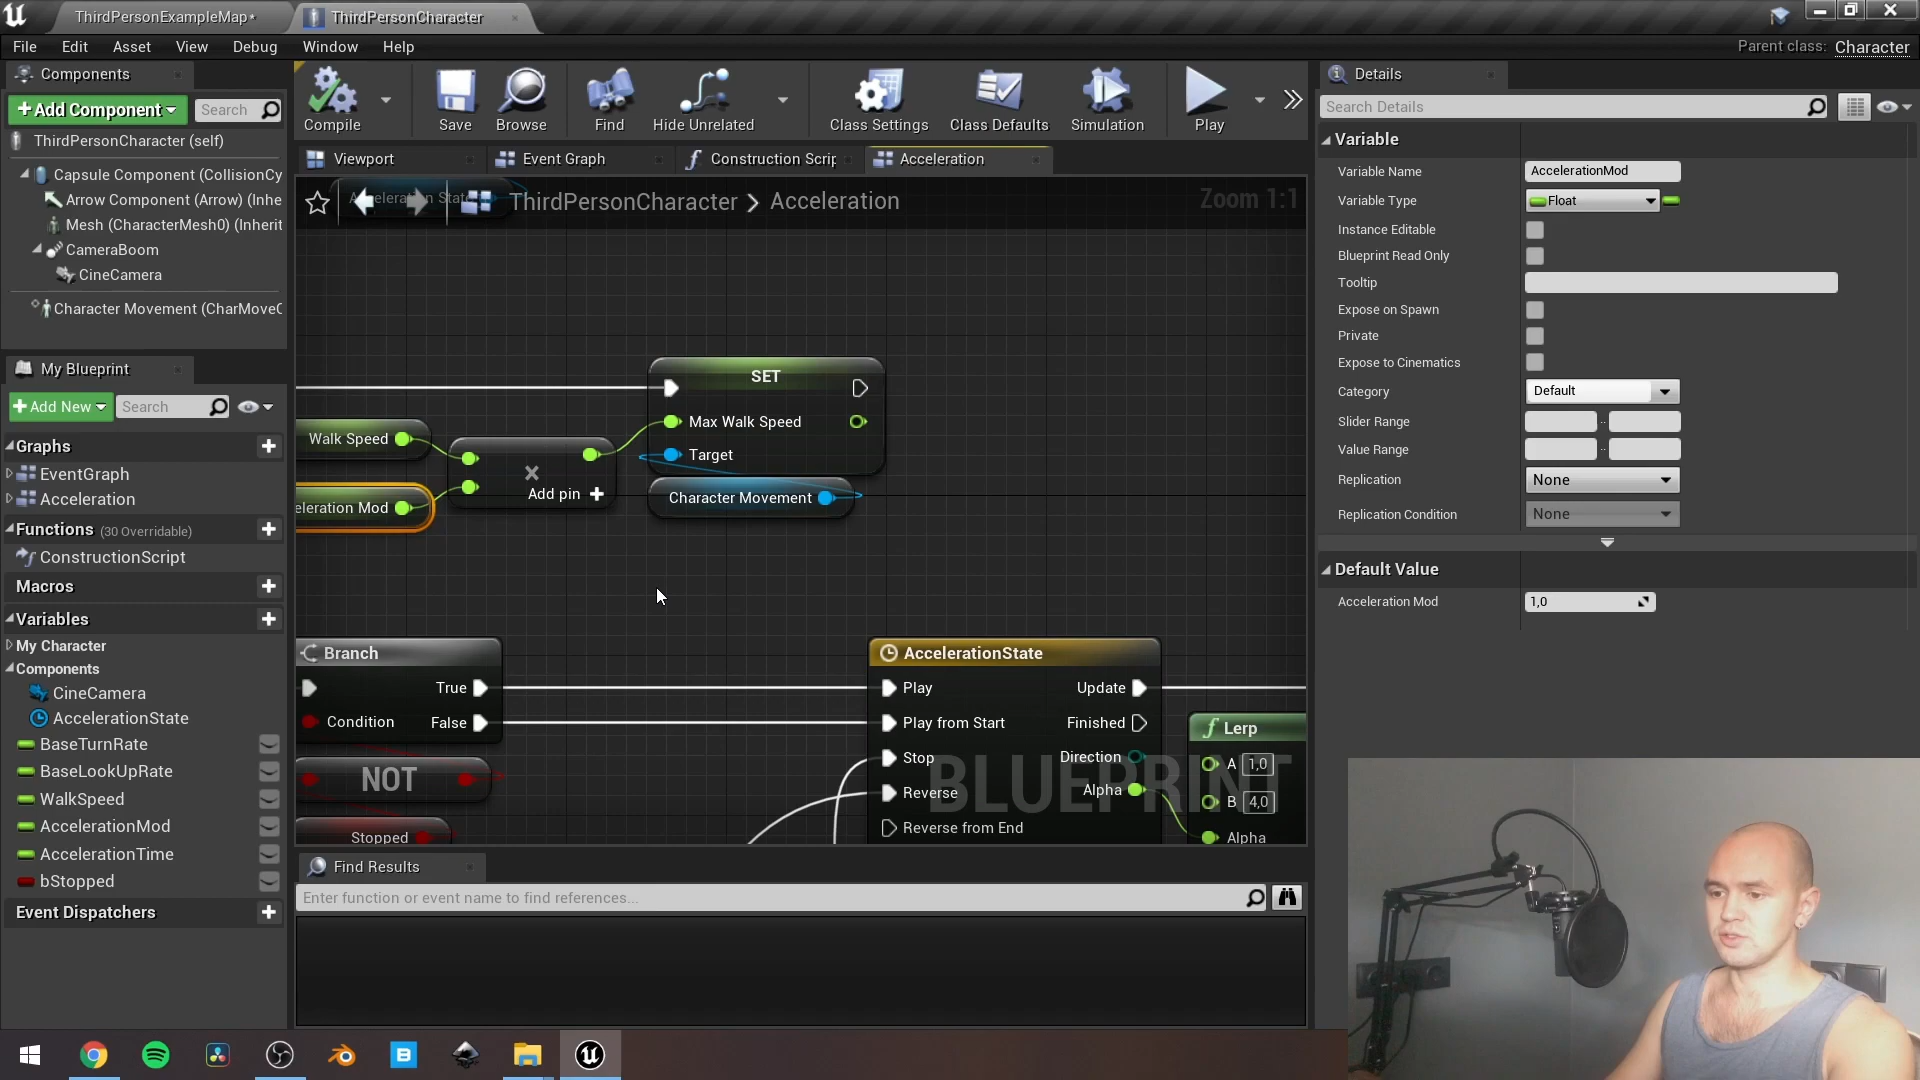 ThirdPersonExampleMap*
ThirdPersonCharacter
File Edit Asset View Debug Window Help
Parent class: Character
Components
+Add Component
Search
ThirdPersonCharacter (self)
Capsule Component (CollisionCy
Arrow Component (Arrow) (Inhe
Mesh (CharacterMesh0) (Inherit
CameraBoom
CineCamera
Character Movement (CharMoveC
My Blueprint
+Add New
Search
Graphs
EventGraph
Acceleration
Functions (30 Overridable)
ConstructionScript
Macros
Variables
My Character
Components
CineCamera
AccelerationState
BaseTurnRate
BaseLookUpRate
WalkSpeed
AccelerationMod
AccelerationTime
bStopped
Event Dispatchers
Compile
Save
Browse
Find
Hide Unrelated
Class Settings
Class Defaults
Simulation
Play
Viewport
Event Graph
Construction Scrip
Acceleration
ThirdPersonCharacter > Acceleration
Zoom 1:1
SET
Max Walk Speed
Target
Walk Speed
eleration Mod
Add pin +
Character Movement
Branch
True
Condition
False
NOT
Stopped
AccelerationState
Play
Update
Play from Start
Finished
Stop
Direction
Reverse
Alpha
Reverse from End
Lerp
A 1,0
B 4,0
Alpha
BLUEPRINT
Find Results
Enter function or event name to find references...
Details
Search Details
Variable
Variable Name AccelerationMod
Variable Type Float
Instance Editable
Blueprint Read Only
Tooltip
Expose on Spawn
Private
Expose to Cinematics
Category Default
Slider Range
Value Range
Replication None
Replication Condition None
Default Value
Acceleration Mod 1,0